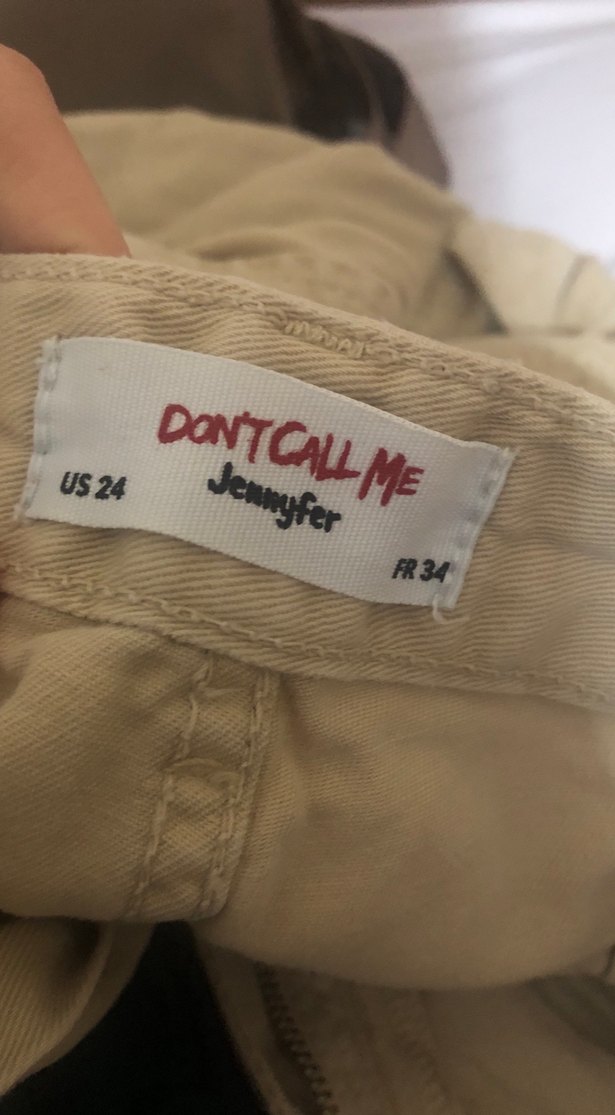 DON'T CALL ME
Jennyfer
US 24
FR 34